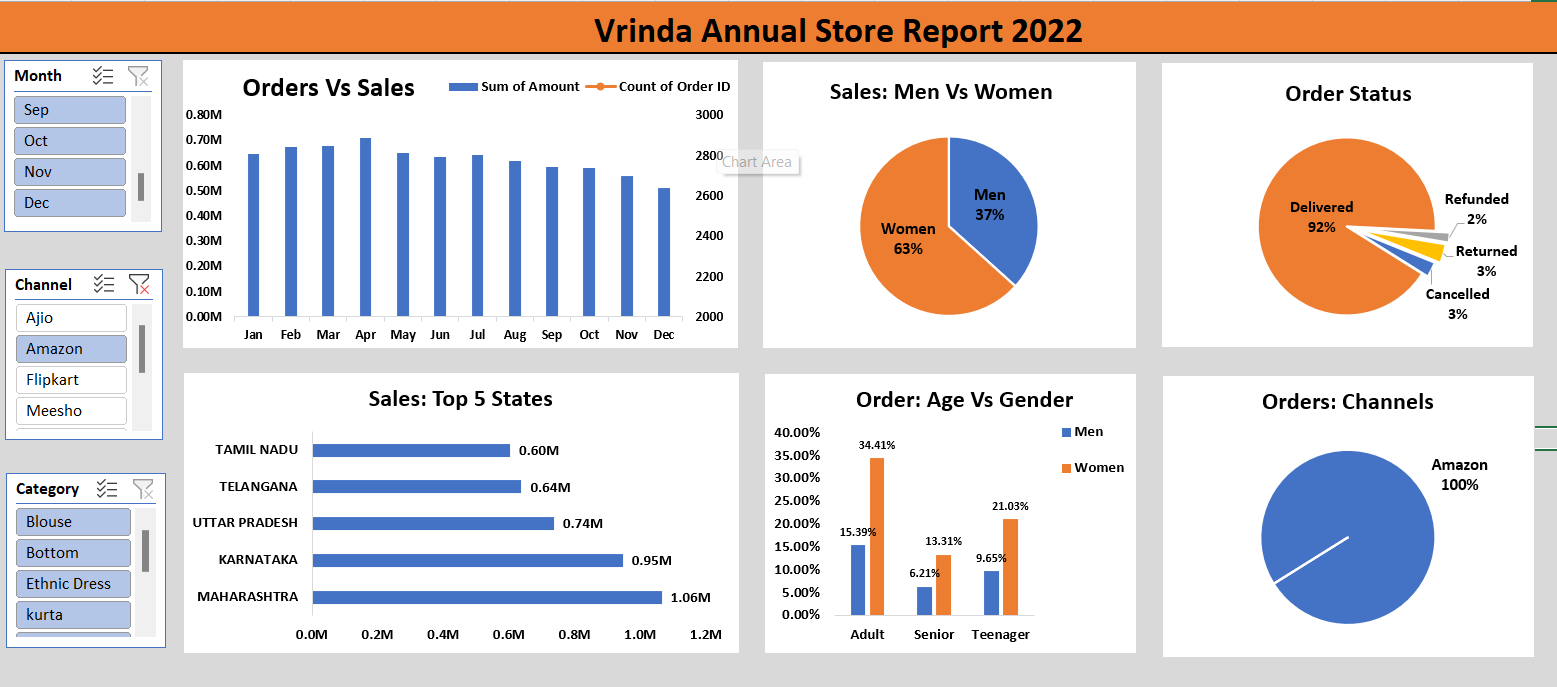 Vrinda Annual Store Report 2022
Month
Sep
Oct
Nov
Dec
Channel
Ajio
Amazon
Flipkart
Meesho
Category
Blouse
Bottom
Ethnic Dress
kurta
Orders Vs Sales
Sum of Amount Count of Order ID
0.80M
0.70M
0.60M
0.50M
0.40M
0.30M
0.20M
0.10M
0.00M
3000
2800
2600
2400
2200
2000
Chart Area
Jan Feb Mar Apr May Jun Jul Aug Sep Oct Nov Dec
Sales: Men Vs Women
Men
37%
Women
63%
Order Status
Delivered
92%
Refunded
2%
Returned
3%
Cancelled
3%
Sales: Top 5 States
TAMIL NADU 0.60M
TELANGANA 0.64M
UTTAR PRADESH 0.74M
KARNATAKA 0.95M
MAHARASHTRA 1.06M
0.0M 0.2M 0.4M 0.6M 0.8M 1.0M 1.2M
Order: Age Vs Gender
Men
Women
40.00%
35.00%
30.00%
25.00%
20.00%
15.00%
10.00%
5.00%
0.00%
15.39% 34.41%
6.21% 13.31%
9.65% 21.03%
Adult Senior Teenager
Orders: Channels
Amazon
100%